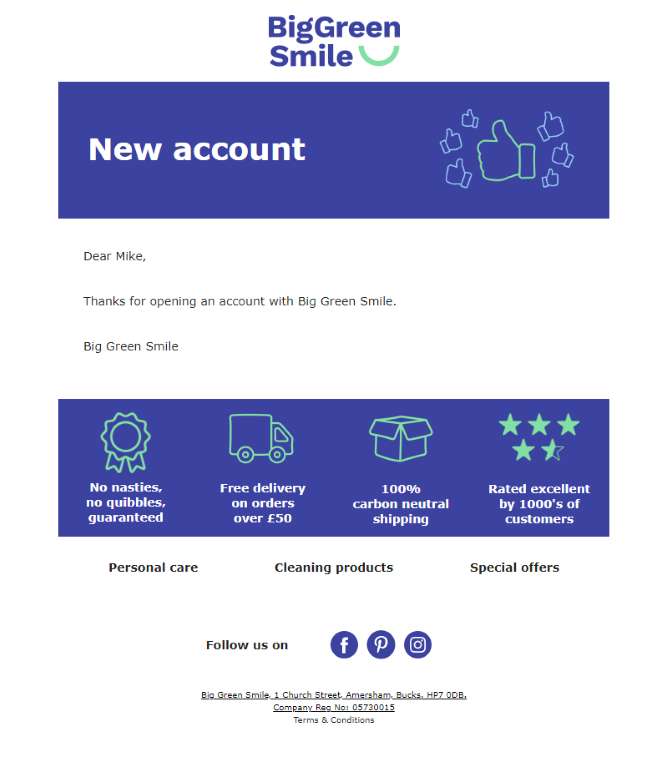 BigGreen
Smile
New account
Dear Mike,
Thanks for opening an account with Big Green Smile.
Big Green Smile
No nasties,
no quibbles,
guaranteed
Free delivery
on orders
over £50
100%
carbon neutral
shipping
Rated excellent
by 1000's of
customers
Personal care
Cleaning products
Special offers
Follow us on
Big Green Smile, 1 Church Street, Amersham, Bucks. HP7 0DB.
Company Reg No: 05730015
Terms & Conditions